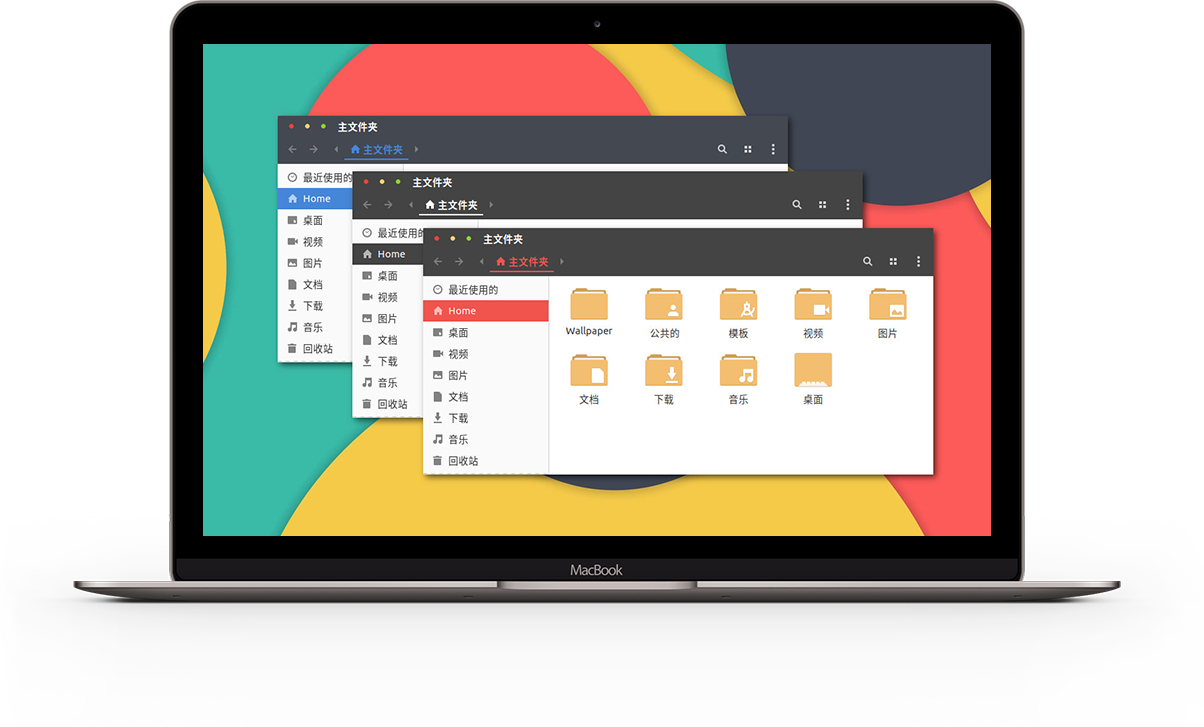 主文件夹
主文件夹
最近使用的
Home
桌面
视频
图片
文档
下载
音乐
回收站
主文件夹
主文件夹
最近使用的
Home
桌面
视频
图片
文档
下载
音乐
回收站
主文件夹
主文件夹
最近使用的
Home
桌面
视频
图片
文档
下载
音乐
回收站
Wallpaper 公共的 模板 视频 图片
文档 下载 音乐 桌面
MacBook